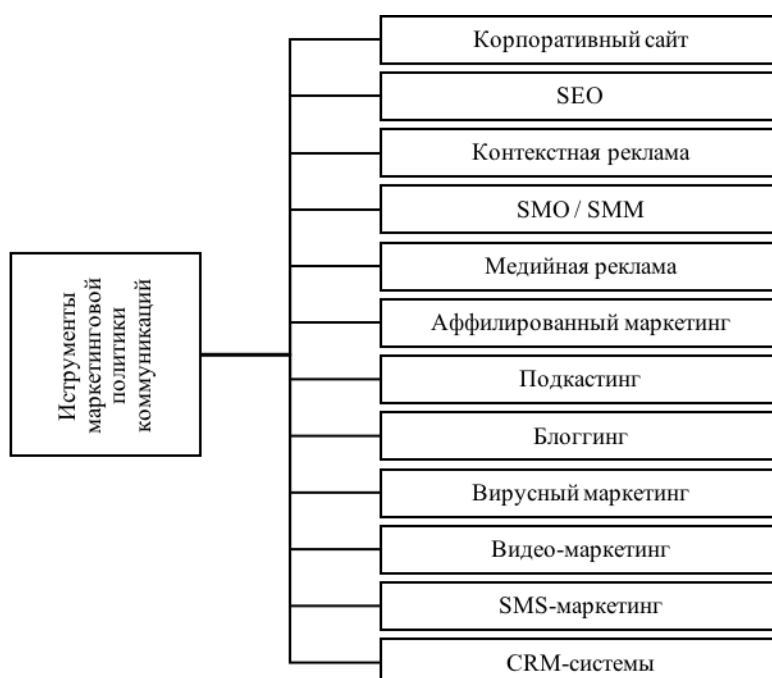 Иструменты
маркетинговой
политики
коммуникаций
Корпоративный сайт
SEO
Контекстная реклама
SMO / SMM
Медийная реклама
Аффилированный маркетинг
Подкастинг
Блоггинг
Вирусный маркетинг
Видео-маркетинг
SMS-маркетинг
CRM-системы